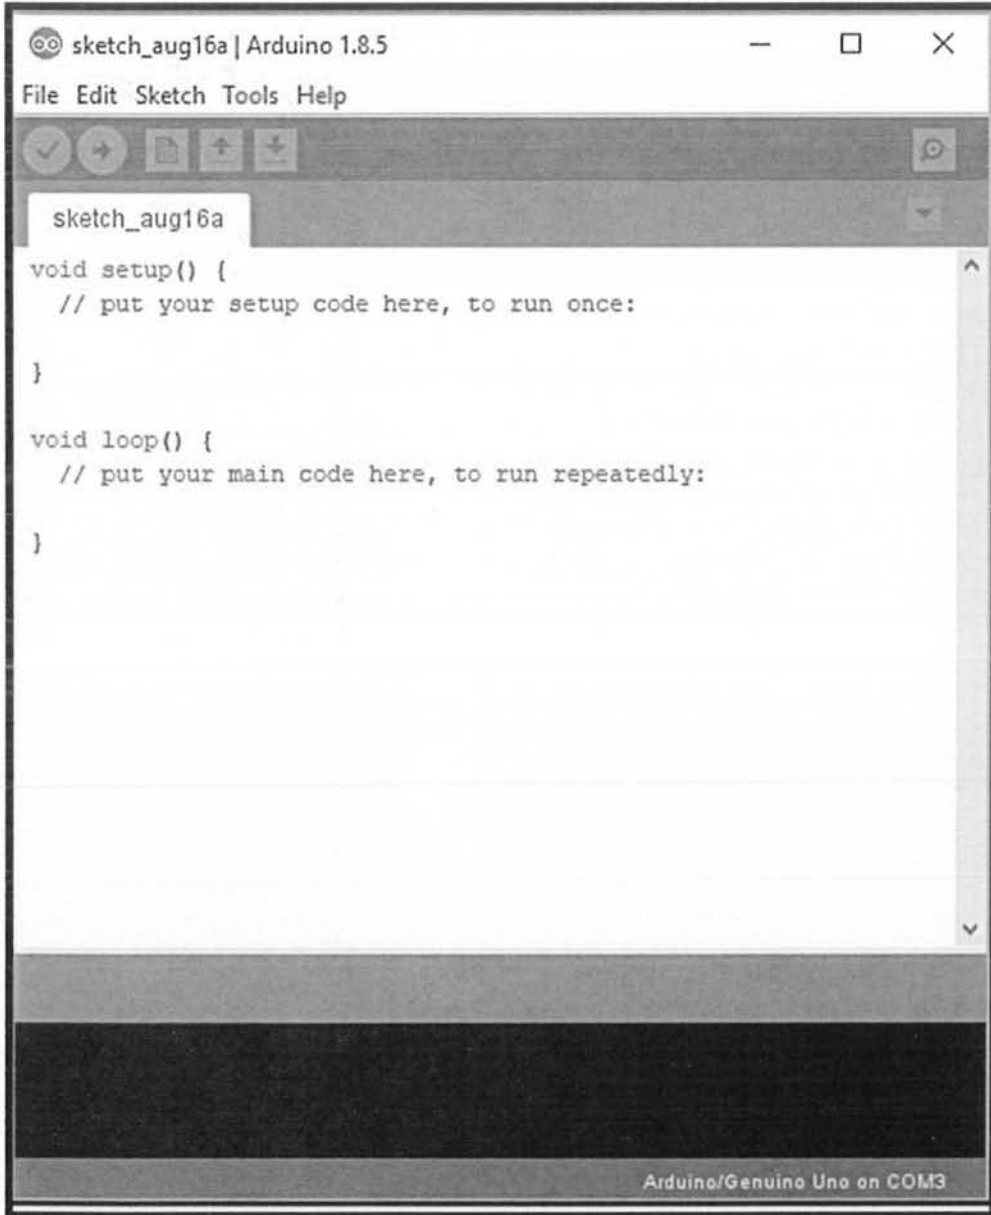 sketch_aug16a | Arduino 1.8.5
File Edit Sketch Tools Help
sketch_aug16a
void setup() {
  // put your setup code here, to run once:
}
void loop() {
  // put your main code here, to run repeatedly:
}
Arduino/Genuino Uno on COM3